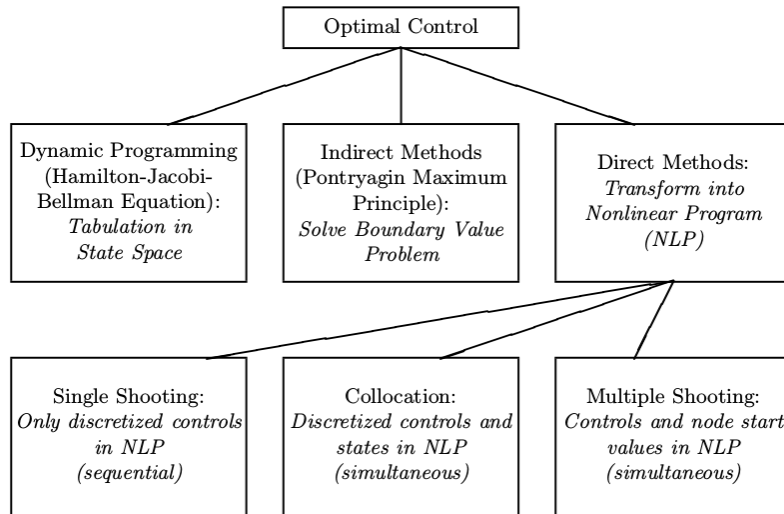 Optimal Control
Dynamic Programming
(Hamilton-Jacobi-
Bellman Equation):
Tabulation in
State Space
Indirect Methods
(Pontryagin Maximum
Principle):
Solve Boundary Value
Problem
Direct Methods:
Transform into
Nonlinear Program
(NLP)
Single Shooting:
Only discretized controls
in NLP
(sequential)
Collocation:
Discretized controls and
states in NLP
(simultaneous)
Multiple Shooting:
Controls and node start
values in NLP
(simultaneous)